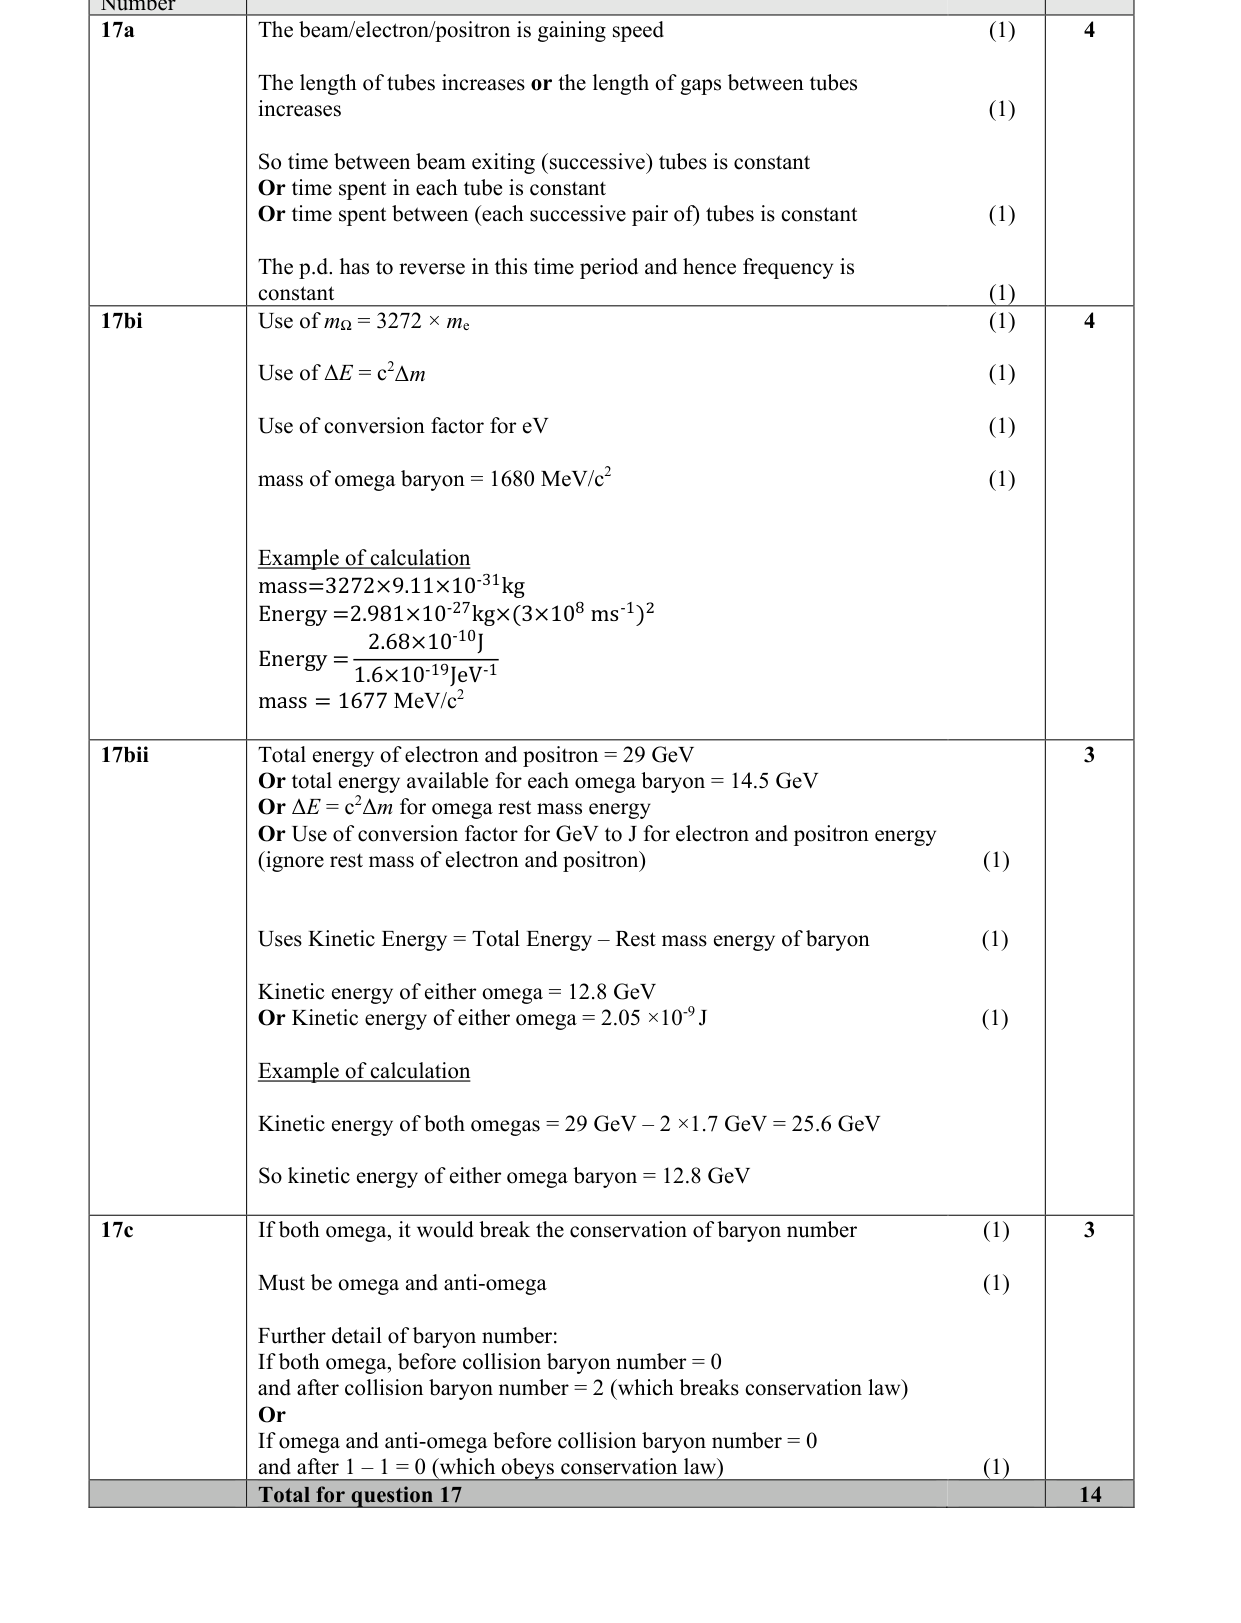 Number
17a The beam/electron/positron is gaining speed (1) 4
The length of tubes increases or the length of gaps between tubes
increases (1)
So time between beam exiting (successive) tubes is constant
Or time spent in each tube is constant
Or time spent between (each successive pair of) tubes is constant (1)
The p.d. has to reverse in this time period and hence frequency is
constant (1)
17bi Use of mΩ = 3272 × me (1) 4
Use of ΔE = c²Δm (1)
Use of conversion factor for eV (1)
mass of omega baryon = 1680 MeV/c² (1)
Example of calculation
mass=3272×9.11×10⁻³¹kg
Energy =2.981×10⁻²⁷kg×(3×10⁸ ms⁻¹)²
2.68×10⁻¹⁰J
Energy =
1.6×10⁻¹⁹JeV⁻¹
mass = 1677 MeV/c²
17bii Total energy of electron and positron = 29 GeV 3
Or total energy available for each omega baryon = 14.5 GeV
Or ΔE = c²Δm for omega rest mass energy
Or Use of conversion factor for GeV to J for electron and positron energy
(ignore rest mass of electron and positron) (1)
Uses Kinetic Energy = Total Energy – Rest mass energy of baryon (1)
Kinetic energy of either omega = 12.8 GeV
Or Kinetic energy of either omega = 2.05 ×10⁻⁹ J (1)
Example of calculation
Kinetic energy of both omegas = 29 GeV – 2 ×1.7 GeV = 25.6 GeV
So kinetic energy of either omega baryon = 12.8 GeV
17c If both omega, it would break the conservation of baryon number (1) 3
Must be omega and anti-omega (1)
Further detail of baryon number:
If both omega, before collision baryon number = 0
and after collision baryon number = 2 (which breaks conservation law)
Or
If omega and anti-omega before collision baryon number = 0
and after 1 – 1 = 0 (which obeys conservation law) (1)
Total for question 17 14